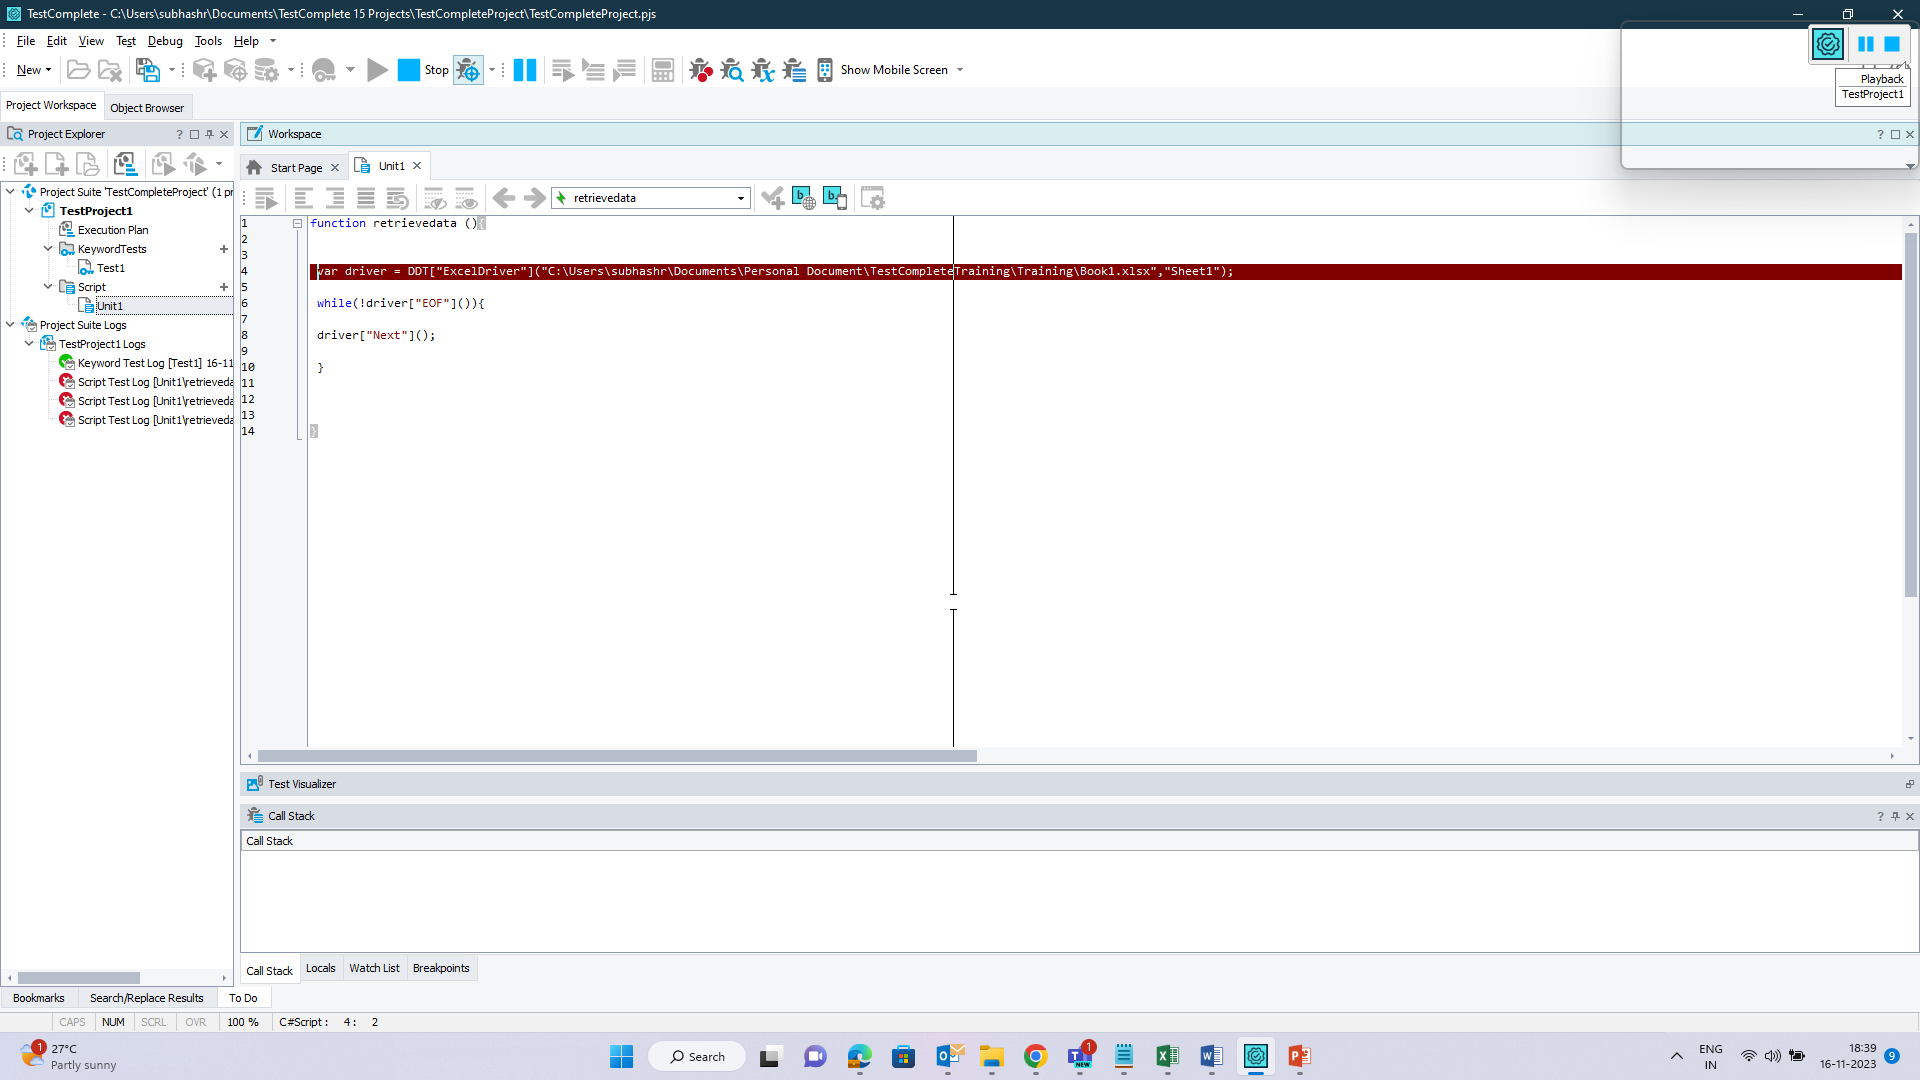 TestComplete - C:\Users\subhashr\Documents\TestComplete 15 Projects\TestCompleteProject\TestCompleteProject.pjs
File Edit View Test Debug Tools Help
New Stop Show Mobile Screen
Playback
TestProject1
Project Workspace Object Browser
Project Explorer
Workspace
Start Page Unit1
retrievedata
Project Suite 'TestCompleteProject' (1 pr
TestProject1
Execution Plan
KeywordTests
Test1
Script
Unit1
Project Suite Logs
TestProject1 Logs
Keyword Test Log [Test1] 16-11
Script Test Log [Unit1\retrieveda
Script Test Log [Unit1\retrieveda
Script Test Log [Unit1\retrieveda
1 function retrievedata (){
2
3
4 var driver = DDT["ExcelDriver"]("C:\Users\subhashr\Documents\Personal Document\TestCompleteTraining\Training\Book1.xlsx","Sheet1");
5
6 while(!driver["EOF"]()){
7
8 driver["Next"]();
9
10 }
11
12
13
14 }
Test Visualizer
Call Stack
Call Stack
Call Stack Locals Watch List Breakpoints
Bookmarks Search/Replace Results To Do
CAPS NUM SCRL OVR 100 % C#Script : 4 : 2
1
27°C
Partly sunny
Search
1
NEW
ENG
IN
18:39
16-11-2023
9